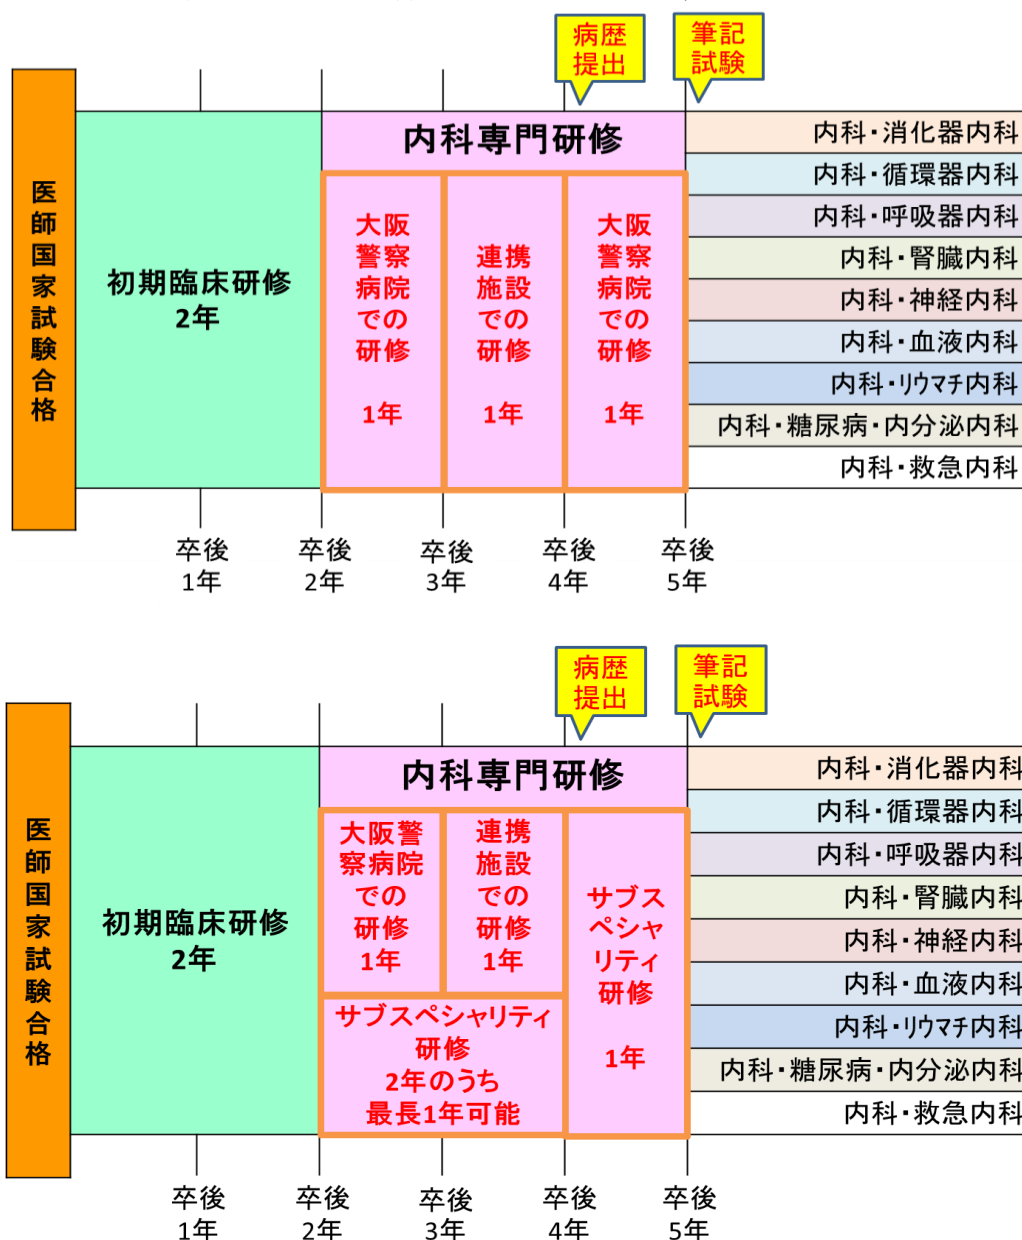 病歴
提出
筆記
試験
医師国家試験合格
初期臨床研修
2年
内科専門研修
大阪
警察
病院
での
研修
1年
連携
施設
での
研修
1年
大阪
警察
病院
での
研修
1年
内科・消化器内科
内科・循環器内科
内科・呼吸器内科
内科・腎臓内科
内科・神経内科
内科・血液内科
内科・リウマチ内科
内科・糖尿病・内分泌内科
内科・救急内科
卒後
1年
卒後
2年
卒後
3年
卒後
4年
卒後
5年
病歴
提出
筆記
試験
医師国家試験合格
初期臨床研修
2年
内科専門研修
大阪警
察病院
での
研修
1年
連携
施設
での
研修
1年
サブスペシャリティ
研修
2年のうち
最長1年可能
サブス
ペシャ
リティ
研修
1年
内科・消化器内科
内科・循環器内科
内科・呼吸器内科
内科・腎臓内科
内科・神経内科
内科・血液内科
内科・リウマチ内科
内科・糖尿病・内分泌内科
内科・救急内科
卒後
1年
卒後
2年
卒後
3年
卒後
4年
卒後
5年